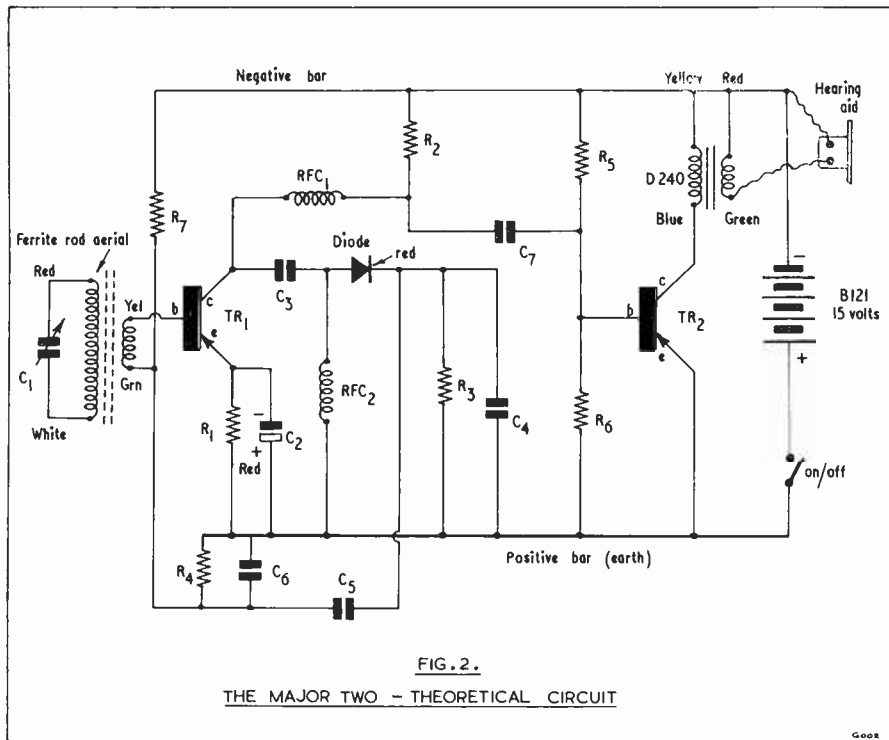 Negative bar
Yellow Red
Hearing aid
R2
R5
RFC1
D240
R7
Blue Green
Ferrite rod aerial
C7
Diode
red
Red
Yel
C3
b c TR1 e
b c TR2 e
−
B121
15 volts
+
C1
Grn
RFC2
R3
C4
R6
R1
−
C2
+
Red
White
on/off
Positive bar (earth)
R4
C6
C5
FIG.2.
THE MAJOR TWO – THEORETICAL CIRCUIT
G002